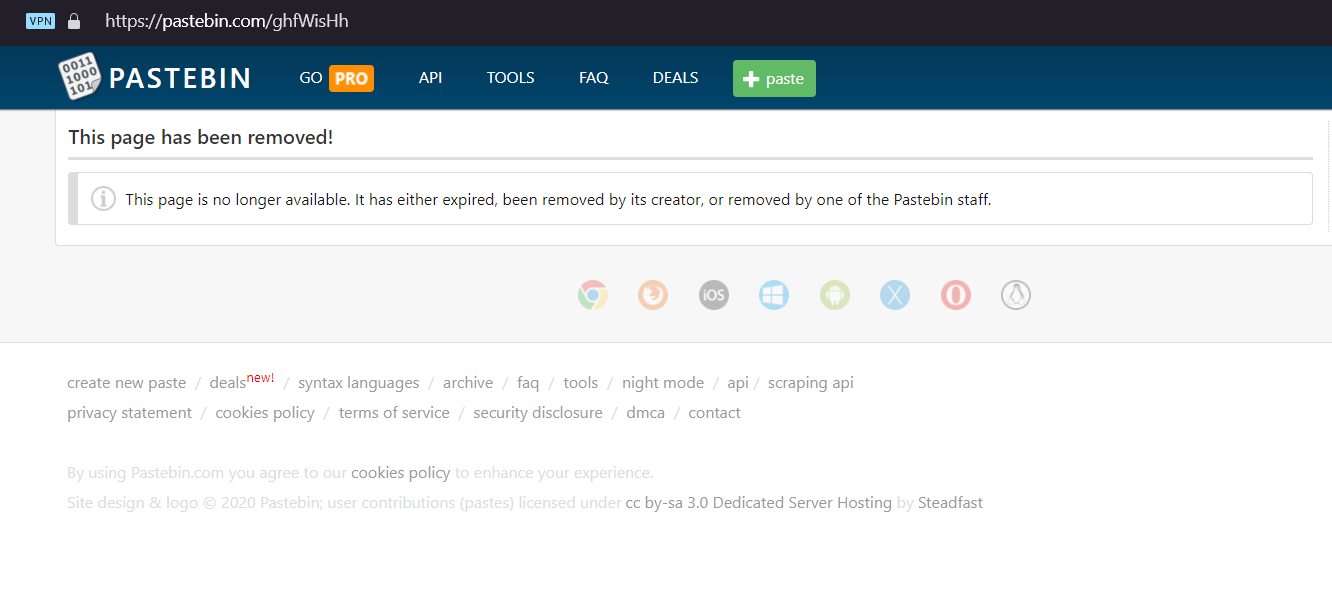 VPN https://pastebin.com/ghfWisHh
0011 1000 101 PASTEBIN GO PRO API TOOLS FAQ DEALS + paste
This page has been removed!
i This page is no longer available. It has either expired, been removed by its creator, or removed by one of the Pastebin staff.
iOS X
create new paste / deals new! / syntax languages / archive / faq / tools / night mode / api / scraping api
privacy statement / cookies policy / terms of service / security disclosure / dmca / contact
By using Pastebin.com you agree to our cookies policy to enhance your experience.
Site design & logo © 2020 Pastebin; user contributions (pastes) licensed under cc by-sa 3.0 Dedicated Server Hosting by Steadfast